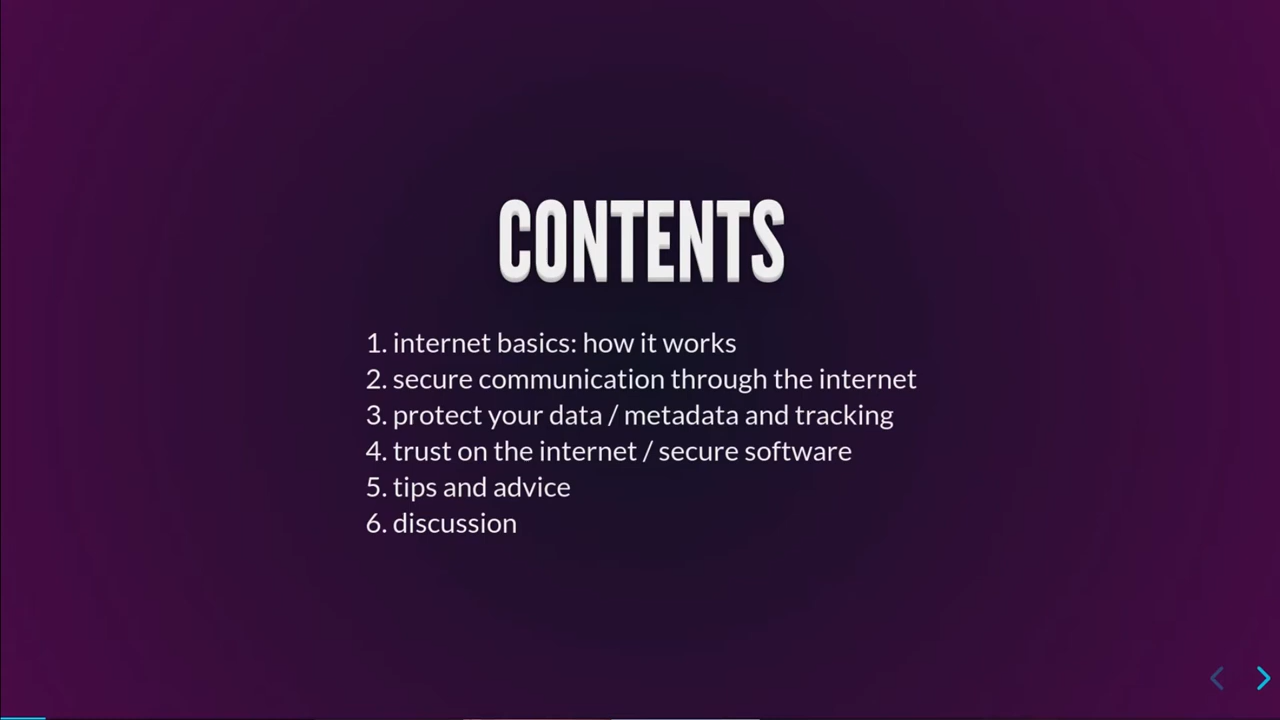 CONTENTS
1. internet basics: how it works
2. secure communication through the internet
3. protect your data / metadata and tracking
4. trust on the internet / secure software
5. tips and advice
6. discussion